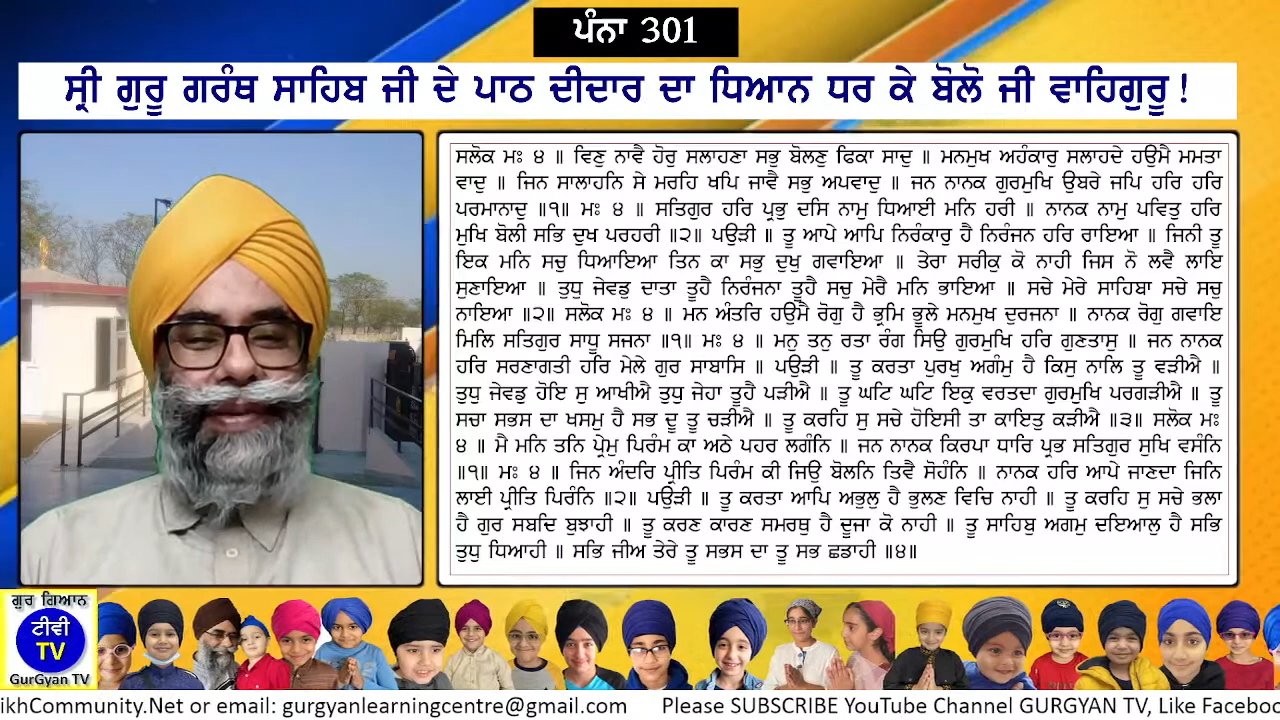 ਪੰਨਾ 301
ਸ੍ਰੀ ਗੁਰੂ ਗਰੰਥ ਸਾਹਿਬ ਜੀ ਦੇ ਪਾਠ ਦੀਦਾਰ ਦਾ ਧਿਆਨ ਧਰ ਕੇ ਬੋਲੋ ਜੀ ਵਾਹਿਗੁਰੂ!
ਸਲੋਕ ਮਃ ੪ ॥ ਵਿਣੁ ਨਾਵੈ ਹੋਰੁ ਸਲਾਹਣਾ ਸਭੁ ਬੋਲਣੁ ਫਿਕਾ ਸਾਦੁ ॥ ਮਨਮੁਖ ਅਹੰਕਾਰੁ ਸਲਾਹਦੇ ਹਉਮੈ ਮਮਤਾ
ਵਾਦੁ ॥ ਜਿਨ ਸਾਲਾਹਨਿ ਸੇ ਮਰਹਿ ਖਪਿ ਜਾਵੈ ਸਭੁ ਅਪਵਾਦੁ ॥ ਜਨ ਨਾਨਕ ਗੁਰਮੁਖਿ ਉਬਰੇ ਜਪਿ ਹਰਿ ਹਰਿ
ਪਰਮਾਨਾਦੁ ॥੧॥ ਮਃ ੪ ॥ ਸਤਿਗੁਰ ਹਰਿ ਪ੍ਰਭੁ ਦਸਿ ਨਾਮੁ ਧਿਆਈ ਮਨਿ ਹਰੀ ॥ ਨਾਨਕ ਨਾਮੁ ਪਵਿਤੁ ਹਰਿ
ਮੁਖਿ ਬੋਲੀ ਸਭਿ ਦੁਖ ਪਰਹਰੀ ॥੨॥ ਪਉੜੀ ॥ ਤੂ ਆਪੇ ਆਪਿ ਨਿਰੰਕਾਰੁ ਹੈ ਨਿਰੰਜਨ ਹਰਿ ਰਾਇਆ ॥ ਜਿਨੀ ਤੂ
ਇਕ ਮਨਿ ਸਚੁ ਧਿਆਇਆ ਤਿਨ ਕਾ ਸਭੁ ਦੁਖੁ ਗਵਾਇਆ ॥ ਤੇਰਾ ਸਰੀਕੁ ਕੋ ਨਾਹੀ ਜਿਸ ਨੋ ਲਵੈ ਲਾਇ
ਸੁਣਾਇਆ ॥ ਤੁਧੁ ਜੇਵਡੁ ਦਾਤਾ ਤੂਹੈ ਨਿਰੰਜਨਾ ਤੂਹੈ ਸਚੁ ਮੇਰੈ ਮਨਿ ਭਾਇਆ ॥ ਸਚੇ ਮੇਰੇ ਸਾਹਿਬਾ ਸਚੇ ਸਚੁ
ਨਾਇਆ ॥੨॥ ਸਲੋਕ ਮਃ ੪ ॥ ਮਨ ਅੰਤਰਿ ਹਉਮੈ ਰੋਗੁ ਹੈ ਭ੍ਰਮਿ ਭੂਲੇ ਮਨਮੁਖ ਦੁਰਜਨਾ ॥ ਨਾਨਕ ਰੋਗੁ ਗਵਾਇ
ਮਿਲਿ ਸਤਿਗੁਰ ਸਾਧੂ ਸਜਨਾ ॥੧॥ ਮਃ ੪ ॥ ਮਨੁ ਤਨੁ ਰਤਾ ਰੰਗ ਸਿਉ ਗੁਰਮੁਖਿ ਹਰਿ ਗੁਣਤਾਸੁ ॥ ਜਨ ਨਾਨਕ
ਹਰਿ ਸਰਣਾਗਤੀ ਹਰਿ ਮੇਲੇ ਗੁਰ ਸਾਬਾਸਿ ॥ ਪਉੜੀ ॥ ਤੂ ਕਰਤਾ ਪੁਰਖੁ ਅਗੰਮੁ ਹੈ ਕਿਸੁ ਨਾਲਿ ਤੂ ਵੜੀਐ ॥
ਤੁਧੁ ਜੇਵਡੁ ਹੋਇ ਸੁ ਆਖੀਐ ਤੁਧੁ ਜੇਹਾ ਤੂਹੈ ਪੜੀਐ ॥ ਤੂ ਘਟਿ ਘਟਿ ਇਕੁ ਵਰਤਦਾ ਗੁਰਮੁਖਿ ਪਰਗੜੀਐ ॥ ਤੂ
ਸਚਾ ਸਭਸ ਦਾ ਖਸਮੁ ਹੈ ਸਭ ਦੂ ਤੂ ਚੜੀਐ ॥ ਤੂ ਕਰਹਿ ਸੁ ਸਚੇ ਹੋਇਸੀ ਤਾ ਕਾਇਤੁ ਕੜੀਐ ॥੩॥ ਸਲੋਕ ਮਃ
੪ ॥ ਮੈ ਮਨਿ ਤਨਿ ਪ੍ਰੇਮੁ ਪਿਰੰਮ ਕਾ ਅਠੇ ਪਹਰ ਲਗੰਨਿ ॥ ਜਨ ਨਾਨਕ ਕਿਰਪਾ ਧਾਰਿ ਪ੍ਰਭ ਸਤਿਗੁਰ ਸੁਖਿ ਵਸੰਨਿ
॥੧॥ ਮਃ ੪ ॥ ਜਿਨ ਅੰਦਰਿ ਪ੍ਰੀਤਿ ਪਿਰੰਮ ਕੀ ਜਿਉ ਬੋਲਨਿ ਤਿਵੈ ਸੋਹੰਨਿ ॥ ਨਾਨਕ ਹਰਿ ਆਪੇ ਜਾਣਦਾ ਜਿਨਿ
ਲਾਈ ਪ੍ਰੀਤਿ ਪਿਰੰਨਿ ॥੨॥ ਪਉੜੀ ॥ ਤੂ ਕਰਤਾ ਆਪਿ ਅਭੁਲੁ ਹੈ ਭੁਲਣ ਵਿਚਿ ਨਾਹੀ ॥ ਤੂ ਕਰਹਿ ਸੁ ਸਚੇ ਭਲਾ
ਹੈ ਗੁਰ ਸਬਦਿ ਬੁਝਾਹੀ ॥ ਤੂ ਕਰਣ ਕਾਰਣ ਸਮਰਥੁ ਹੈ ਦੂਜਾ ਕੋ ਨਾਹੀ ॥ ਤੂ ਸਾਹਿਬੁ ਅਗਮੁ ਦਇਆਲੁ ਹੈ ਸਭਿ
ਤੁਧੁ ਧਿਆਹੀ ॥ ਸਭਿ ਜੀਅ ਤੇਰੇ ਤੂ ਸਭਸ ਦਾ ਤੂ ਸਭ ਛਡਾਹੀ ॥੪॥
ਗੁਰ ਗਿਆਨ
ਟੀਵੀ
TV
GurGyan TV
ikhCommunity.Net or email: gurgyanlearningcentre@gmail.com Please SUBSCRIBE YouTube Channel GURGYAN TV, Like Facebo